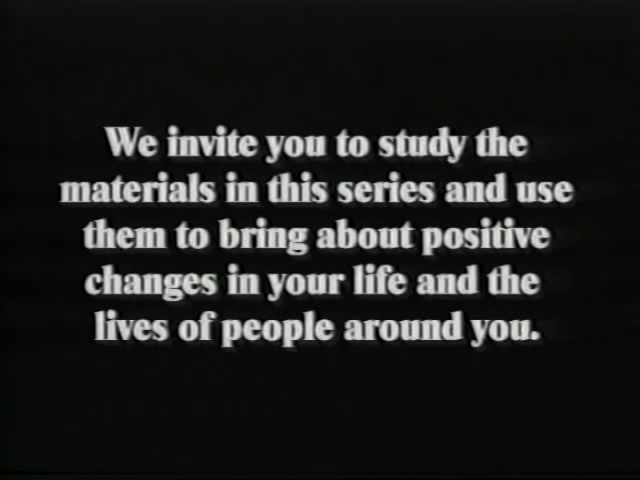 We invite you to study the
materials in this series and use
them to bring about positive
changes in your life and the
lives of people around you.